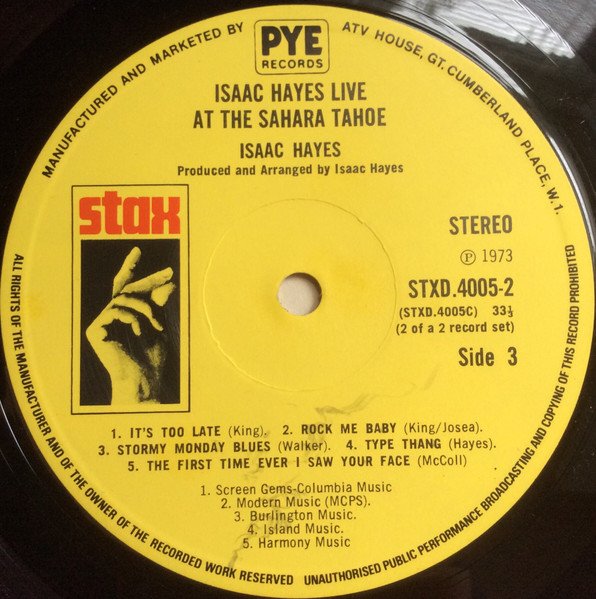 MANUFACTURED AND MARKETED BY
PYE
RECORDS
ATV HOUSE, GT. CUMBERLAND PLACE, W.1.
ISAAC HAYES LIVE
AT THE SAHARA TAHOE
ISAAC HAYES
Produced and Arranged by Isaac Hayes
stax
STEREO
Ⓟ 1973
STXD.4005-2
(STXD.4005C) 33⅓
(2 of a 2 record set)
Side 3
1. IT'S TOO LATE (King). 2. ROCK ME BABY (King/Josea).
3. STORMY MONDAY BLUES (Walker). 4. TYPE THANG (Hayes).
5. THE FIRST TIME EVER I SAW YOUR FACE (McColl)
1. Screen Gems-Columbia Music
2. Modern Music (MCPS).
3. Burlington Music.
4. Island Music.
5. Harmony Music
ALL RIGHTS OF THE MANUFACTURER AND OF THE OWNER OF THE RECORDED WORK RESERVED UNAUTHORISED PUBLIC PERFORMANCE BROADCASTING AND COPYING OF THIS RECORD PROHIBITED